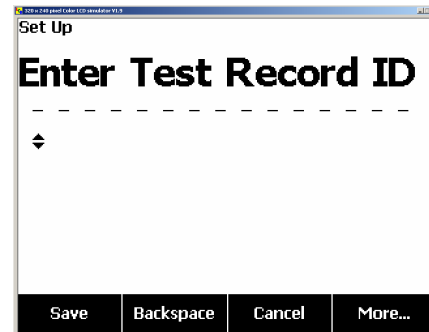 320 x 240 pixel Color LCD simulator V1.9
Set Up
Enter Test Record ID
Save Backspace Cancel More...